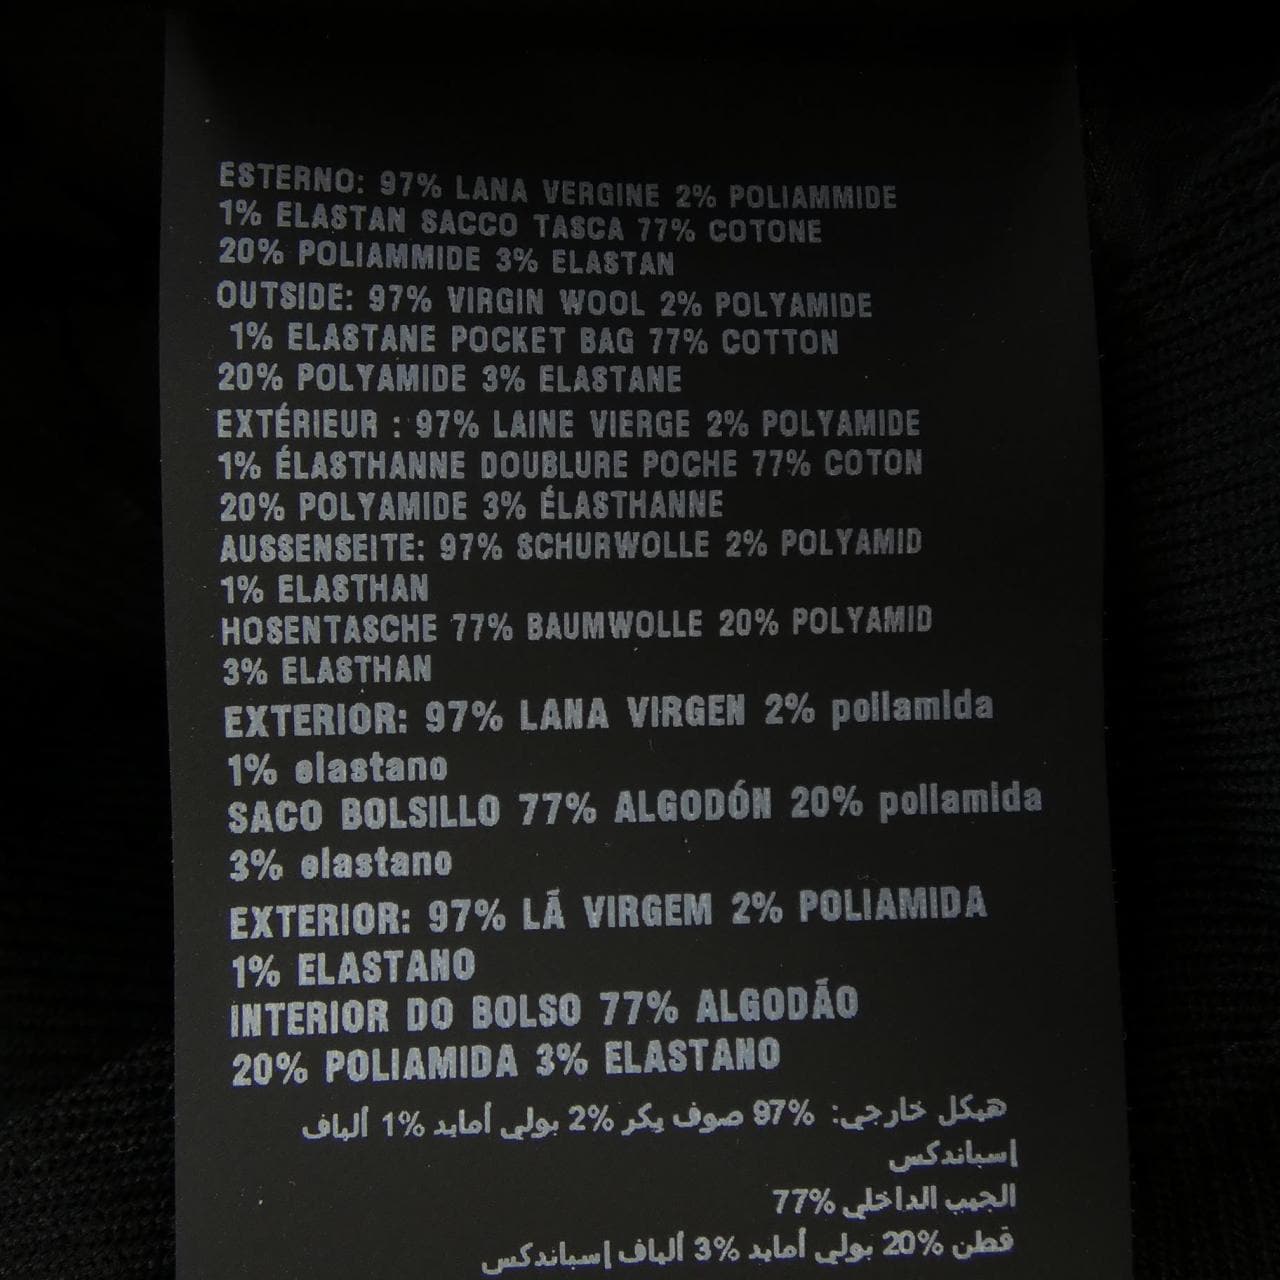 ESTERNO: 97% LANA VERGINE 2% POLIAMMIDE
1% ELASTAN SACCO TASCA 77% COTONE
20% POLIAMMIDE 3% ELASTAN
OUTSIDE: 97% VIRGIN WOOL 2% POLYAMIDE
1% ELASTANE POCKET BAG 77% COTTON
20% POLYAMIDE 3% ELASTANE
EXTÉRIEUR : 97% LAINE VIERGE 2% POLYAMIDE
1% ÉLASTHANNE DOUBLURE POCHE 77% COTON
20% POLYAMIDE 3% ÉLASTHANNE
AUSSENSEITE: 97% SCHURWOLLE 2% POLYAMID
1% ELASTHAN
HOSENTASCHE 77% BAUMWOLLE 20% POLYAMID
3% ELASTHAN
EXTERIOR: 97% LANA VIRGEN 2% poliamida
1% elastano
SACO BOLSILLO 77% ALGODÓN 20% poliamida
3% elastano
EXTERIOR: 97% LÃ VIRGEM 2% POLIAMIDA
1% ELASTANO
INTERIOR DO BOLSO 77% ALGODÃO
20% POLIAMIDA 3% ELASTANO
هيكل خارجي: 97% صوف بكر 2% بولي أمايد 1% ألياف
إسباندكس
الجيب الداخلي 77%
قطن 20% بولي أمايد 3% ألياف إسباندكس